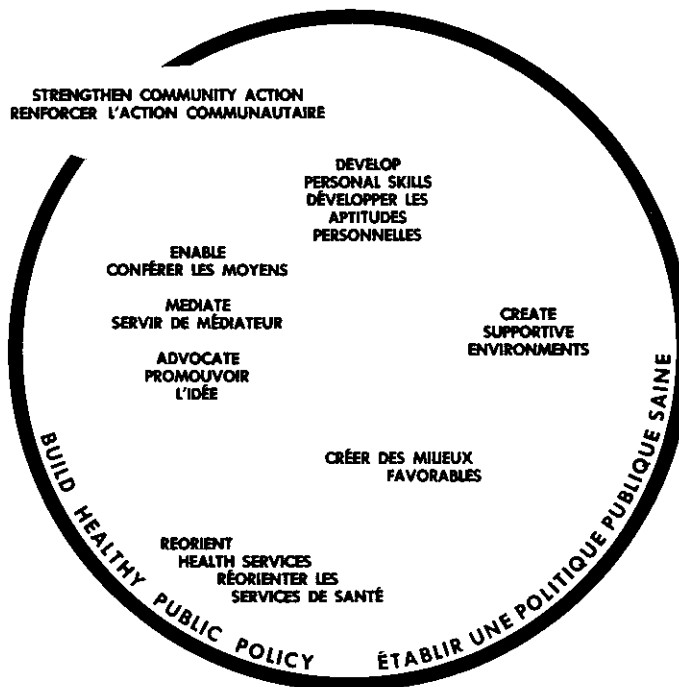 STRENGTHEN COMMUNITY ACTION
RENFORCER L'ACTION COMMUNAUTAIRE
DEVELOP
PERSONAL SKILLS
DÉVELOPPER LES
APTITUDES
PERSONNELLES
ENABLE
CONFÉRER LES MOYENS
MEDIATE
SERVIR DE MÉDIATEUR
ADVOCATE
PROMOUVOIR
L'IDÉE
CREATE
SUPPORTIVE
ENVIRONMENTS
CRÉER DES MILIEUX
FAVORABLES
REORIENT
HEALTH SERVICES
RÉORIENTER LES
SERVICES DE SANTÉ
BUILD HEALTHY PUBLIC POLICY
ÉTABLIR UNE POLITIQUE PUBLIQUE SAINE